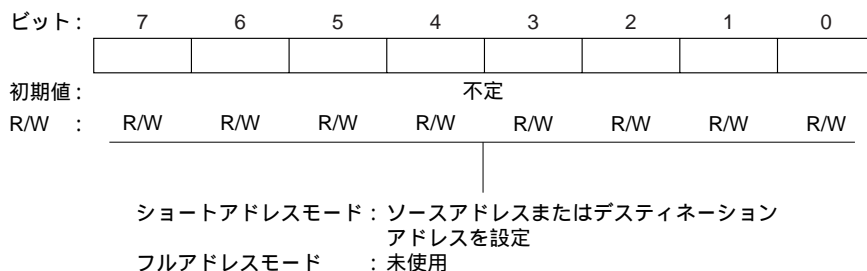 ビット： 7 6 5 4 3 2 1 0
初期値： 不定
R/W ： R/W R/W R/W R/W R/W R/W R/W R/W
ショートアドレスモード：ソースアドレスまたはデスティネーション
アドレスを設定
フルアドレスモード ：未使用